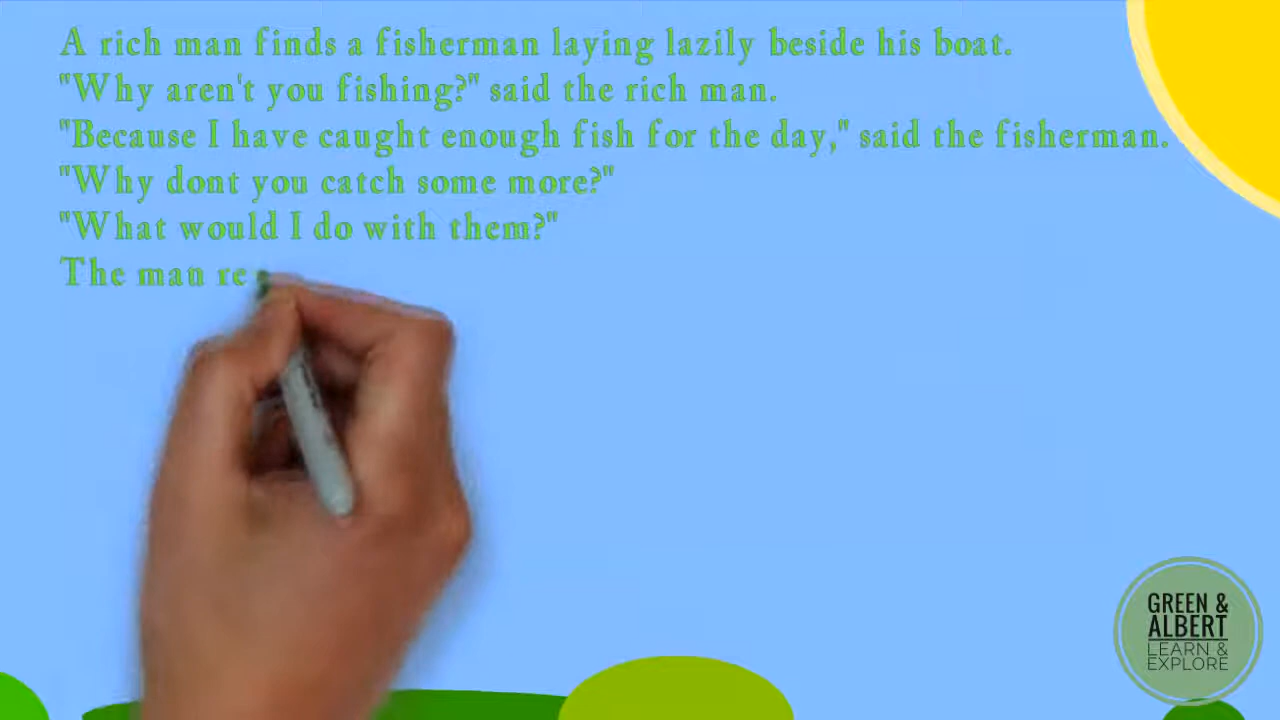 A rich man finds a fisherman laying lazily beside his boat.
"Why aren't you fishing?" said the rich man.
"Because I have caught enough fish for the day," said the fisherman.
"Why dont you catch some more?"
"What would I do with them?"
The man re
GREEN &
ALBERT
LEARN &
EXPLORE